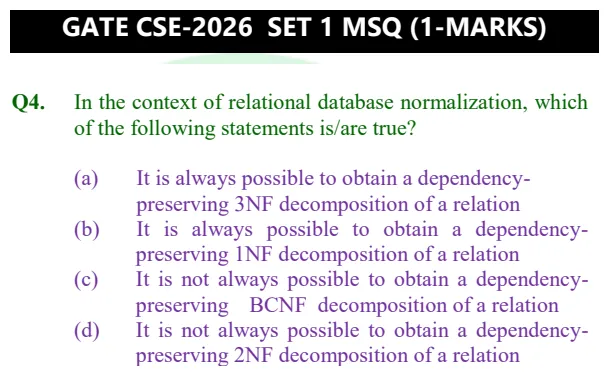 GATE CSE-2026 SET 1 MSQ (1-MARKS)
Q4. In the context of relational database normalization, which
of the following statements is/are true?
(a) It is always possible to obtain a dependency-
preserving 3NF decomposition of a relation
(b) It is always possible to obtain a dependency-
preserving 1NF decomposition of a relation
(c) It is not always possible to obtain a dependency-
preserving BCNF decomposition of a relation
(d) It is not always possible to obtain a dependency-
preserving 2NF decomposition of a relation